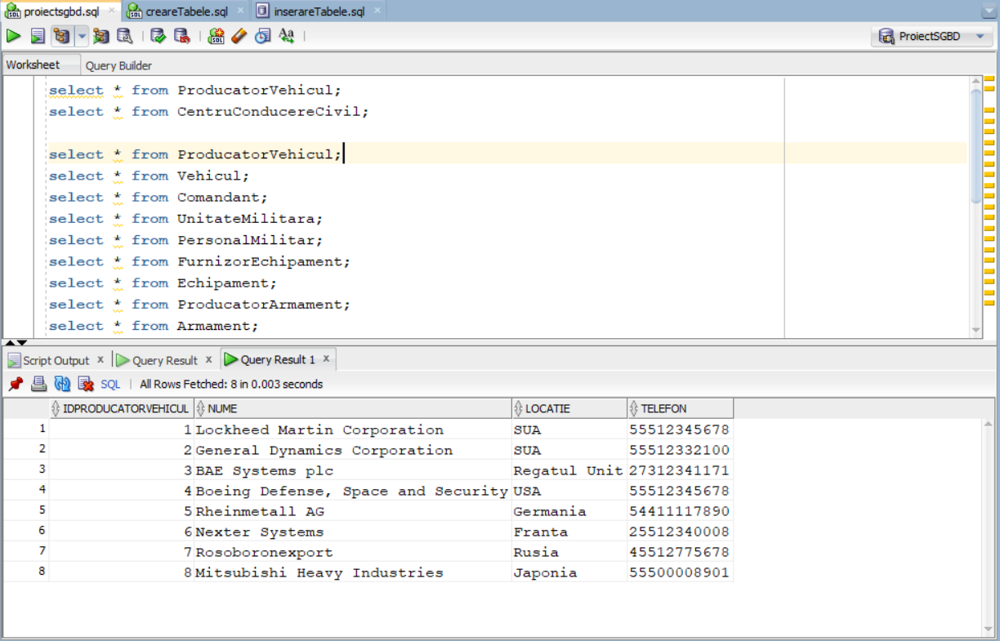 proiectsgbd.sql × creareTabele.sql × inserareTabele.sql ×
ProiectSGBD
Worksheet Query Builder
select * from ProducatorVehicul;
select * from CentruConducereCivil;
select * from ProducatorVehicul;
select * from Vehicul;
select * from Comandant;
select * from UnitateMilitara;
select * from PersonalMilitar;
select * from FurnizorEchipament;
select * from Echipament;
select * from ProducatorArmament;
select * from Armament;
Script Output x Query Result x Query Result 1 x
SQL | All Rows Fetched: 8 in 0.003 seconds
IDPRODUCATORVEHICUL NUME LOCATIE TELEFON
1 1 Lockheed Martin Corporation SUA 55512345678
2 2 General Dynamics Corporation SUA 55512332100
3 3 BAE Systems plc Regatul Unit 27312341171
4 4 Boeing Defense, Space and Security USA 55512345678
5 5 Rheinmetall AG Germania 54411117890
6 6 Nexter Systems Franta 25512340008
7 7 Rosoboronexport Rusia 45512775678
8 8 Mitsubishi Heavy Industries Japonia 55500008901